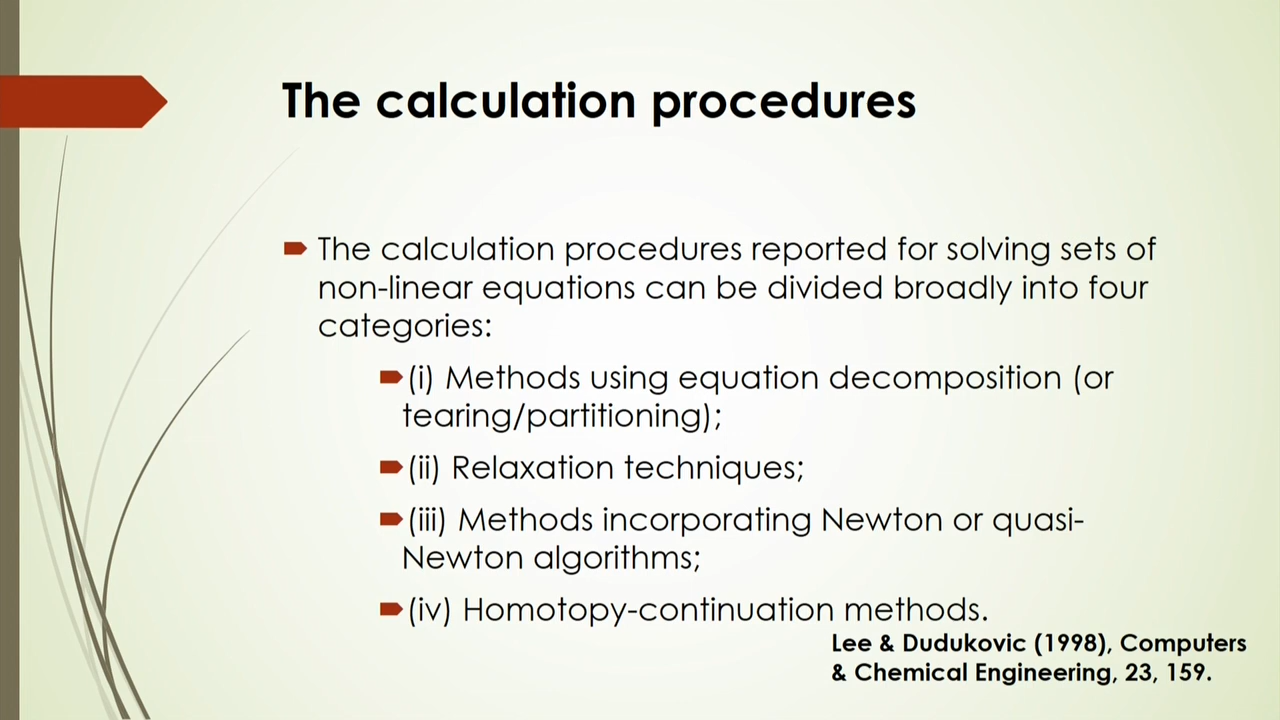 The calculation procedures
The calculation procedures reported for solving sets of
non-linear equations can be divided broadly into four
categories:
(i) Methods using equation decomposition (or
tearing/partitioning);
(ii) Relaxation techniques;
(iii) Methods incorporating Newton or quasi-
Newton algorithms;
(iv) Homotopy-continuation methods.
Lee & Dudukovic (1998), Computers
& Chemical Engineering, 23, 159.